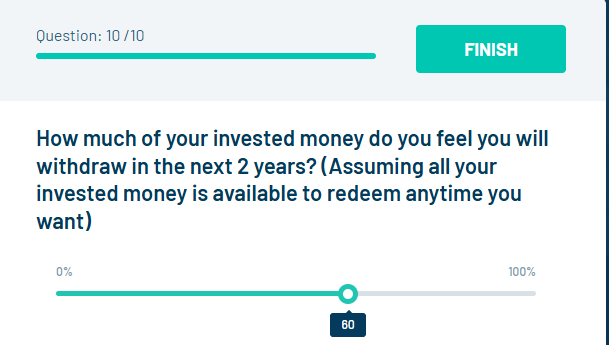 Question: 10 /10
FINISH
How much of your invested money do you feel you will
withdraw in the next 2 years? (Assuming all your
invested money is available to redeem anytime you
want)
0%
100%
60